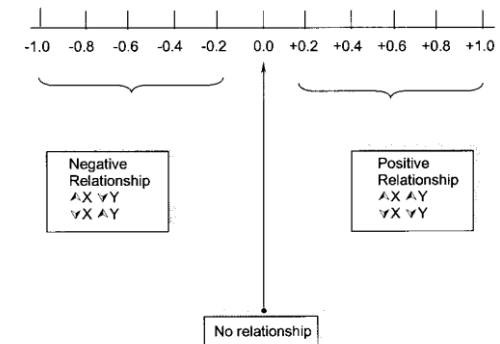 -1.0 -0.8 -0.6 -0.4 -0.2 0.0 +0.2 +0.4 +0.6 +0.8 +1.0
Negative
Relationship
⮝X ⮟Y
⮟X ⮝Y
Positive
Relationship
⮝X ⮝Y
⮟X ⮟Y
No relationship